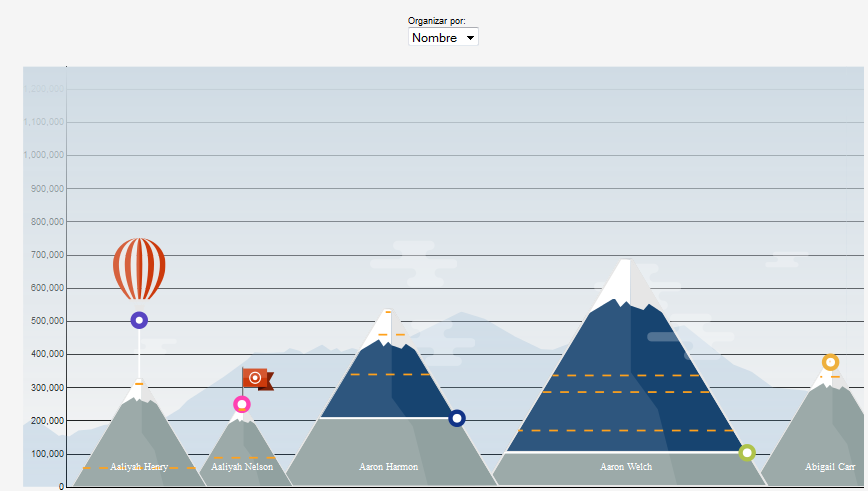 Organizar por:
Nombre
1,200,000
1,100,000
1,000,000
900,000
800,000
700,000
600,000
500,000
400,000
300,000
200,000
100,000
0
Aaliyah Henry
Aaliyah Nelson
Aaron Harmon
Aaron Welch
Abigail Carr